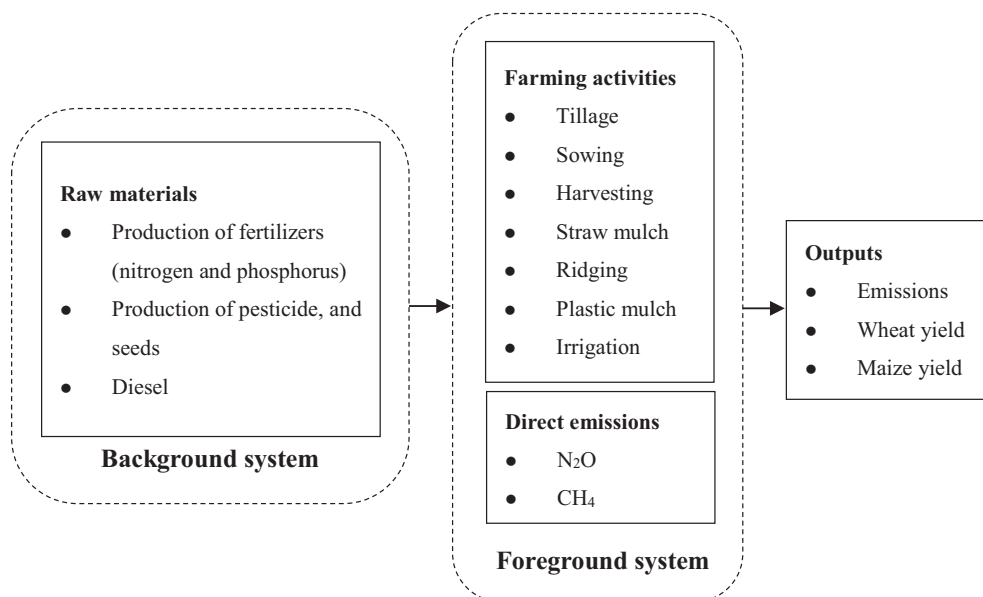 Raw materials
● Production of fertilizers
(nitrogen and phosphorus)
● Production of pesticide, and
seeds
● Diesel
Background system
Farming activities
● Tillage
● Sowing
● Harvesting
● Straw mulch
● Ridging
● Plastic mulch
● Irrigation
Direct emissions
● N₂O
● CH₄
Foreground system
Outputs
● Emissions
● Wheat yield
● Maize yield